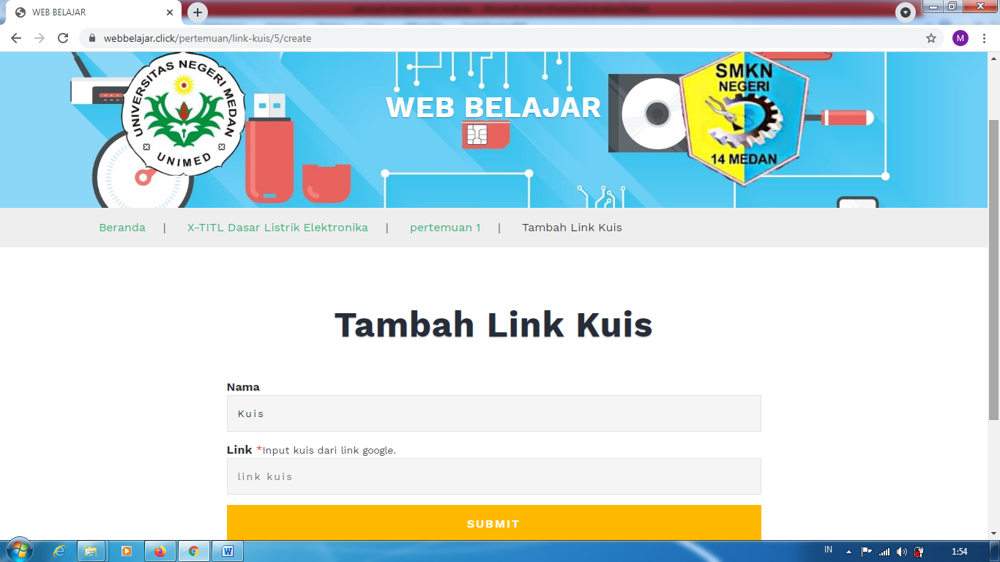 WEB BELAJAR
webbelajar.click/pertemuan/link-kuis/5/create
M
UNIVERSITAS NEGERI MEDAN
UNIMED
WEB BELAJAR
SMKN
NEGERI
14 MEDAN
Beranda | X-TITL Dasar Listrik Elektronika | pertemuan 1 | Tambah Link Kuis
Tambah Link Kuis
Nama
Kuis
Link *Input kuis dari link google.
link kuis
SUBMIT
IN
1:54